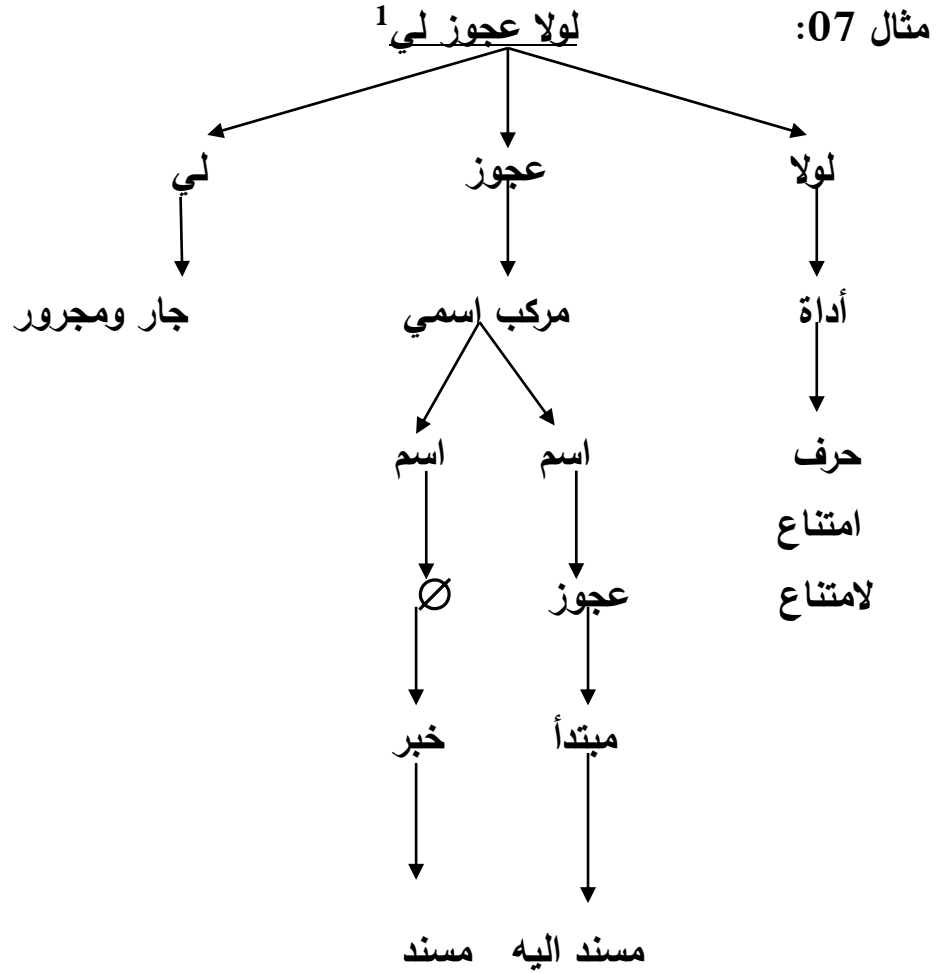 مثال 07: لولا عجوز لي1
لولا عجوز لي
أداة مركب اسمي جار ومجرور
حرف اسم اسم
امتناع
لامتناع عجوز ∅
مبتدأ خبر
مسند اليه مسند